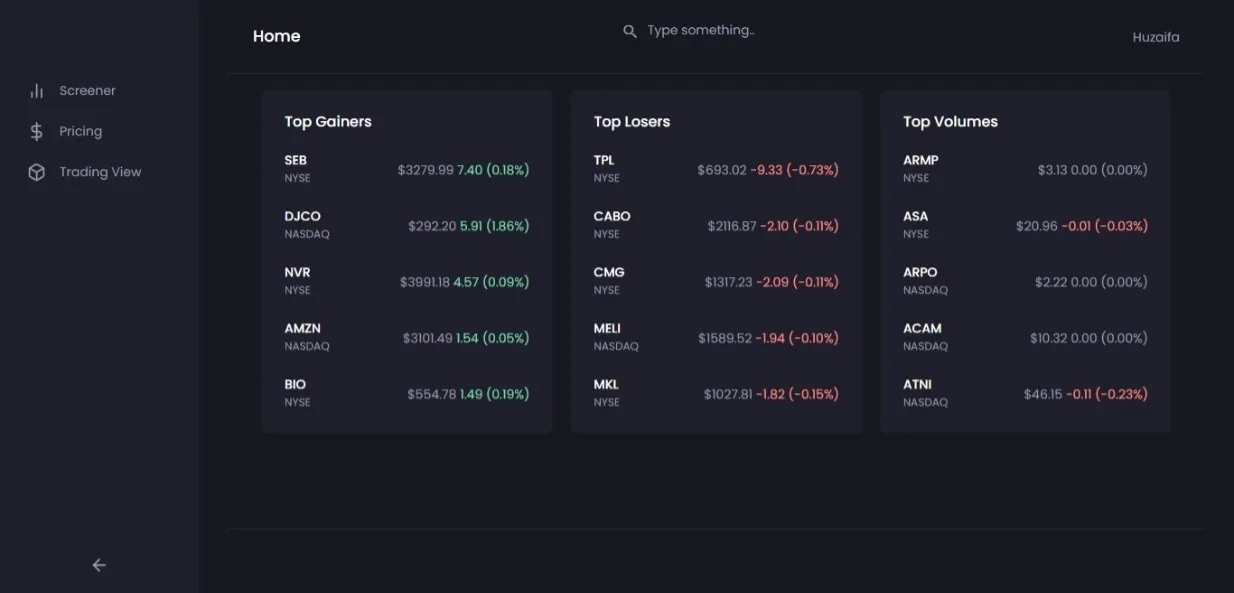 Home
Type something..
Huzaifa
Screener
Pricing
Trading View
Top Gainers
SEB
NYSE
$3279.99 7.40 (0.18%)
DJCO
NASDAQ
$292.20 5.91 (1.86%)
NVR
NYSE
$3991.18 4.57 (0.09%)
AMZN
NASDAQ
$3101.49 1.54 (0.05%)
BIO
NYSE
$554.78 1.49 (0.19%)
Top Losers
TPL
NYSE
$693.02 -9.33 (-0.73%)
CABO
NYSE
$2116.87 -2.10 (-0.11%)
CMG
NYSE
$1317.23 -2.09 (-0.11%)
MELI
NASDAQ
$1589.52 -1.94 (-0.10%)
MKL
NYSE
$1027.81 -1.82 (-0.15%)
Top Volumes
ARMP
NYSE
$3.13 0.00 (0.00%)
ASA
NYSE
$20.96 -0.01 (-0.03%)
ARPO
NASDAQ
$2.22 0.00 (0.00%)
ACAM
NASDAQ
$10.32 0.00 (0.00%)
ATNI
NASDAQ
$46.15 -0.11 (-0.23%)